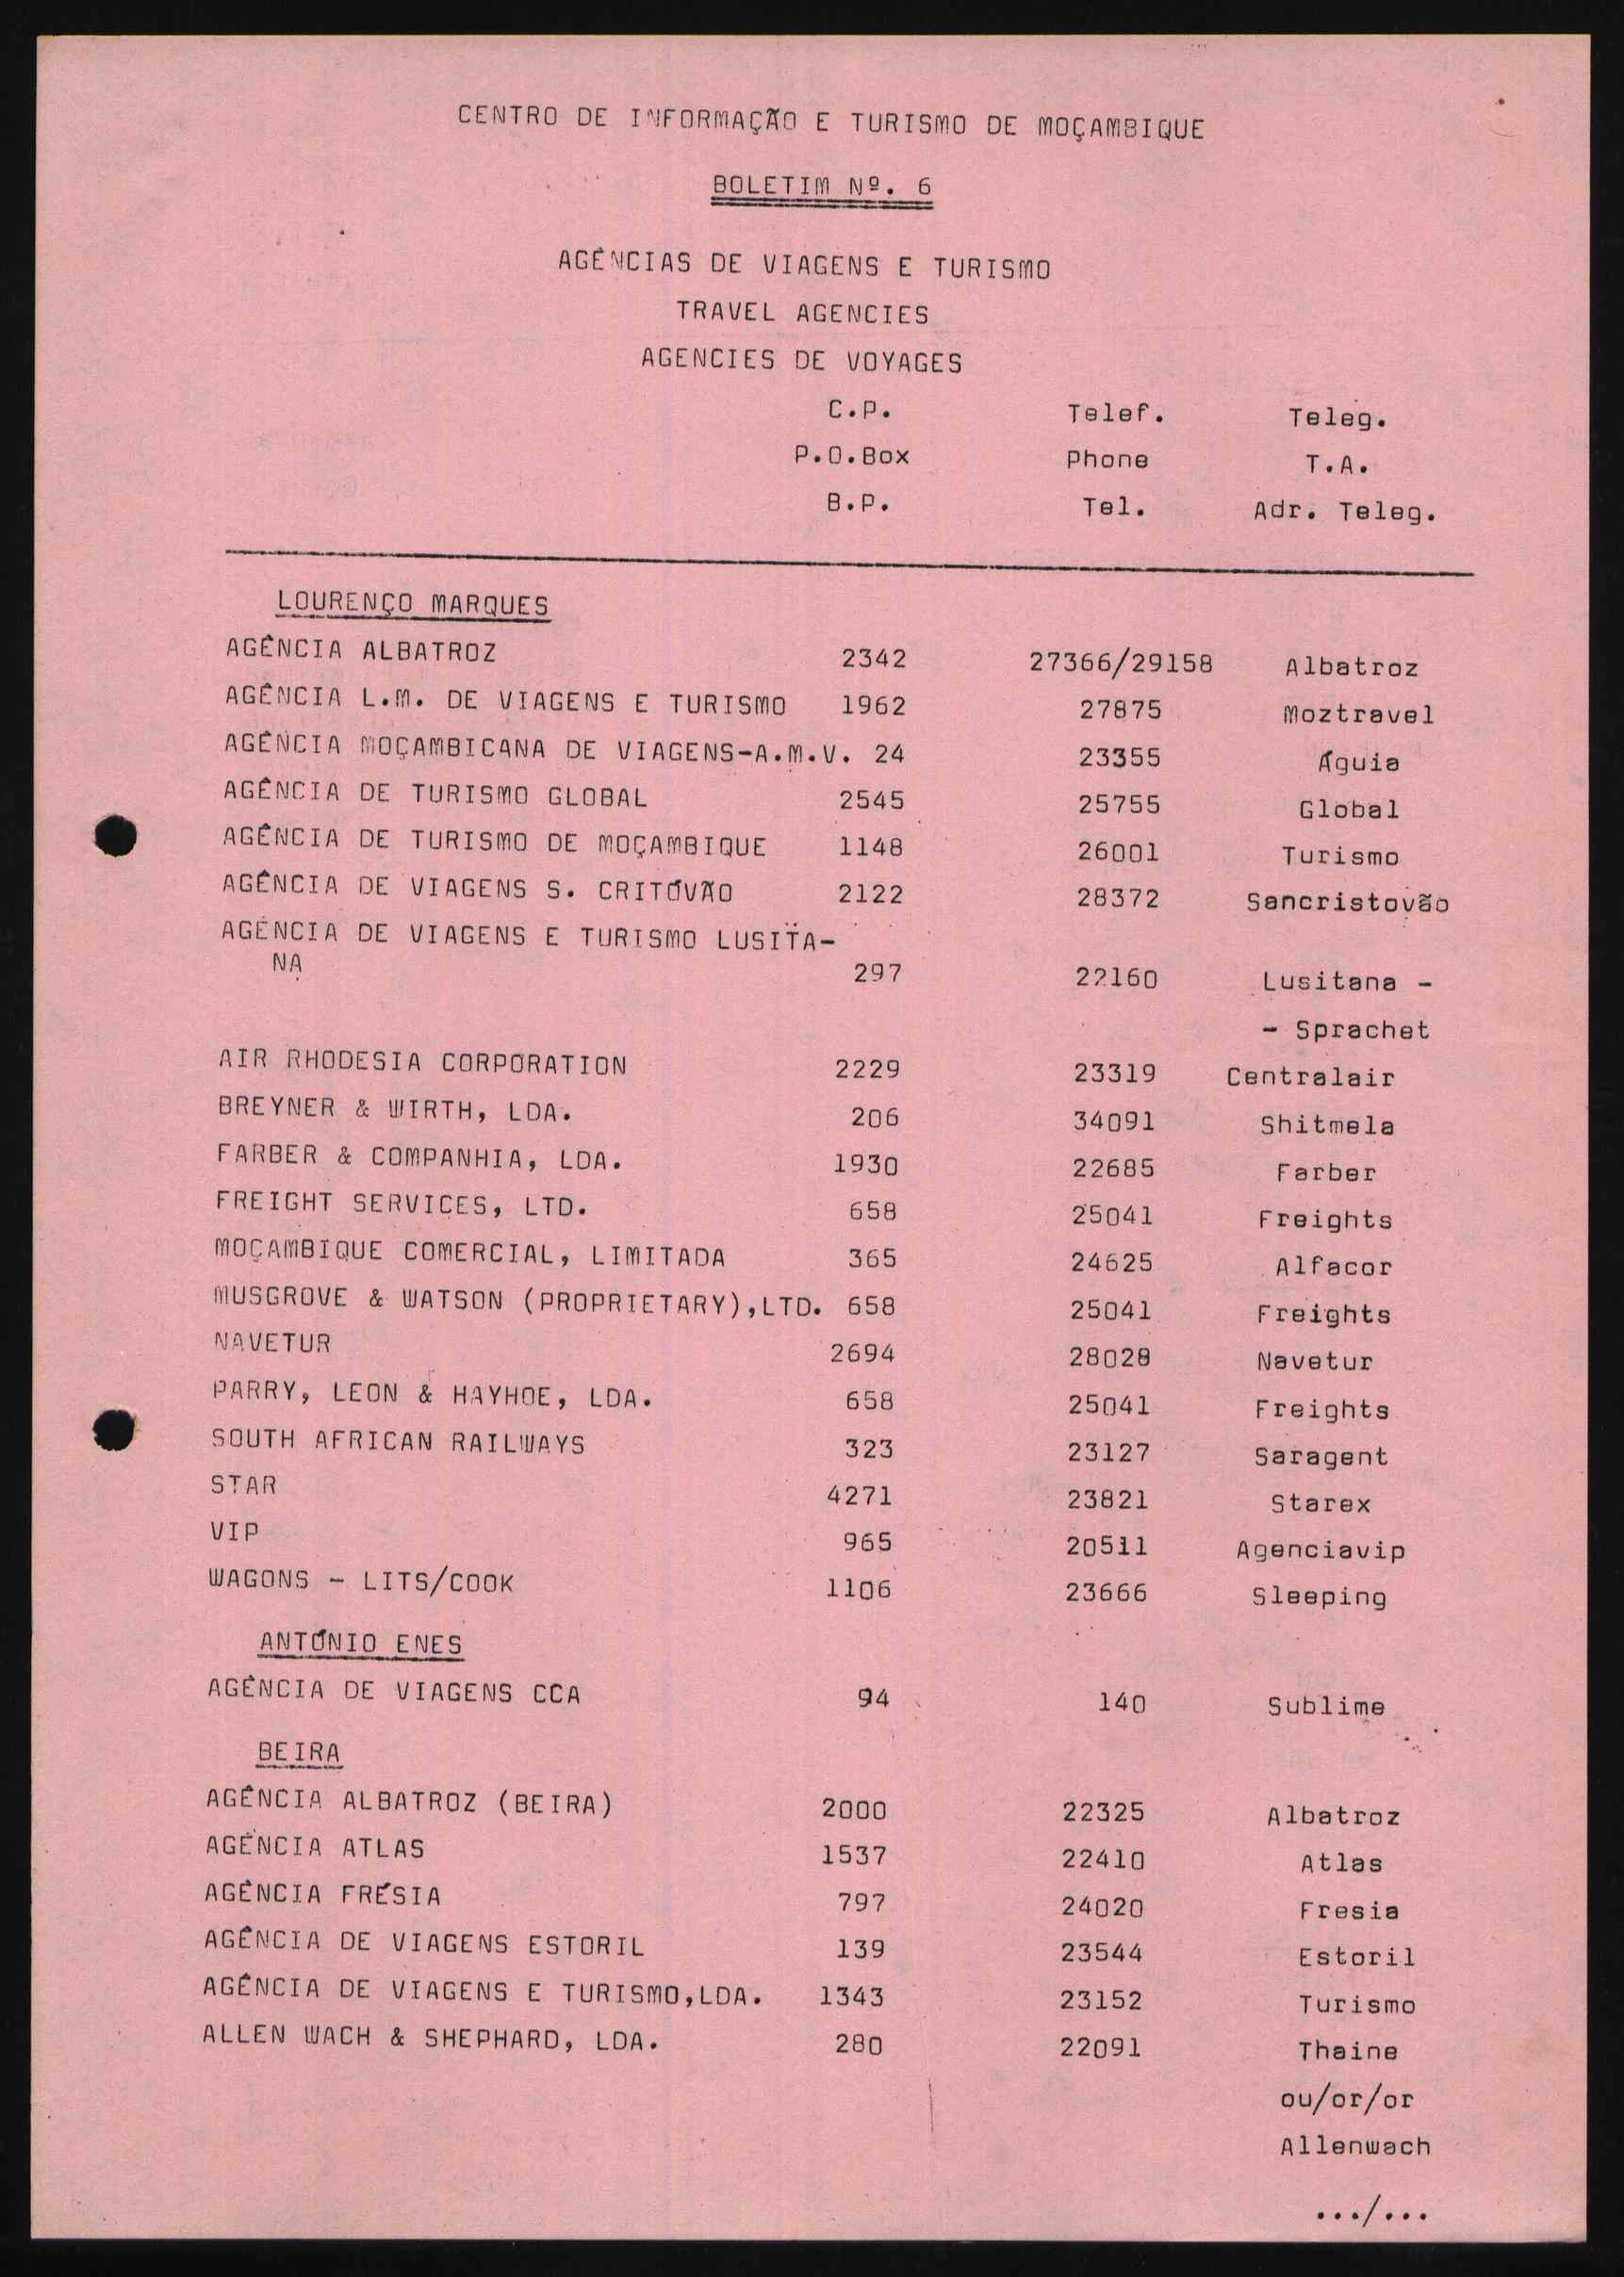 CENTRO DE INFORMAÇÃO E TURISMO DE MOÇAMBIQUE
BOLETIM Nº. 6
AGÊNCIAS DE VIAGENS E TURISMO
TRAVEL AGENCIES
AGENCIES DE VOYAGES
C.P. Telef. Teleg.
P.O.Box Phone T.A.
B.P. Tel. Adr. Teleg.
LOURENÇO MARQUES
AGÊNCIA ALBATROZ 2342 27366/29158 Albatroz
AGÊNCIA L.M. DE VIAGENS E TURISMO 1962 27875 Moztravel
AGÊNCIA MOÇAMBICANA DE VIAGENS-A.M.V. 24 23355 Águia
AGÊNCIA DE TURISMO GLOBAL 2545 25755 Global
AGÊNCIA DE TURISMO DE MOÇAMBIQUE 1148 26001 Turismo
AGÊNCIA DE VIAGENS S. CRITÓVÃO 2122 28372 Sancristovão
AGÊNCIA DE VIAGENS E TURISMO LUSITA-
NA 297 22160 Lusitana -
- Sprachet
AIR RHODESIA CORPORATION 2229 23319 Centralair
BREYNER & WIRTH, LDA. 206 34091 Shitmela
FARBER & COMPANHIA, LDA. 1930 22685 Farber
FREIGHT SERVICES, LTD. 658 25041 Freights
MOÇAMBIQUE COMERCIAL, LIMITADA 365 24625 Alfacor
MUSGROVE & WATSON (PROPRIETARY),LTD. 658 25041 Freights
NAVETUR 2694 28028 Navetur
PARRY, LEON & HAYHOE, LDA. 658 25041 Freights
SOUTH AFRICAN RAILWAYS 323 23127 Saragent
STAR 4271 23821 Starex
VIP 965 20511 Agenciavip
WAGONS - LITS/COOK 1106 23666 Sleeping
ANTÓNIO ENES
AGÊNCIA DE VIAGENS CCA 94 140 Sublime
BEIRA
AGÊNCIA ALBATROZ (BEIRA) 2000 22325 Albatroz
AGÊNCIA ATLAS 1537 22410 Atlas
AGÊNCIA FRÉSIA 797 24020 Fresia
AGÊNCIA DE VIAGENS ESTORIL 139 23544 Estoril
AGÊNCIA DE VIAGENS E TURISMO,LDA. 1343 23152 Turismo
ALLEN WACH & SHEPHARD, LDA. 280 22091 Thaine
ou/or/or
Allenwach
.../...